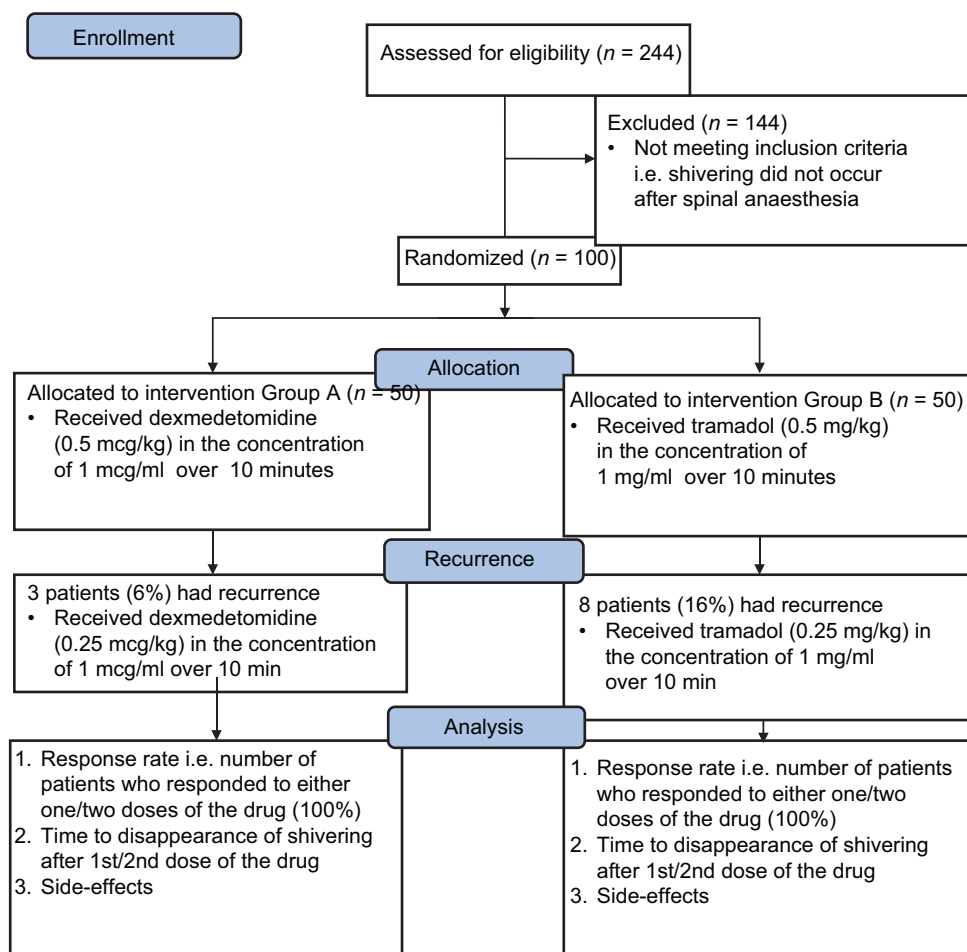 Enrollment
Assessed for eligibility (n = 244)
Excluded (n = 144)
• Not meeting inclusion criteria
i.e. shivering did not occur
after spinal anaesthesia
Randomized (n = 100)
Allocation
Allocated to intervention Group A (n = 50)
• Received dexmedetomidine
(0.5 mcg/kg) in the concentration
of 1 mcg/ml over 10 minutes
Allocated to intervention Group B (n = 50)
• Received tramadol (0.5 mg/kg)
in the concentration of
1 mg/ml over 10 minutes
Recurrence
3 patients (6%) had recurrence
• Received dexmedetomidine
(0.25 mcg/kg) in the concentration
of 1 mcg/ml over 10 min
8 patients (16%) had recurrence
• Received tramadol (0.25 mg/kg) in
the concentration of 1 mg/ml
over 10 min
Analysis
1. Response rate i.e. number of
patients who responded to either
one/two doses of the drug (100%)
2. Time to disappearance of shivering
after 1st/2nd dose of the drug
3. Side-effects
1. Response rate i.e. number of patients
who responded to either one/two
doses of the drug (100%)
2. Time to disappearance of shivering
after 1st/2nd dose of the drug
3. Side-effects